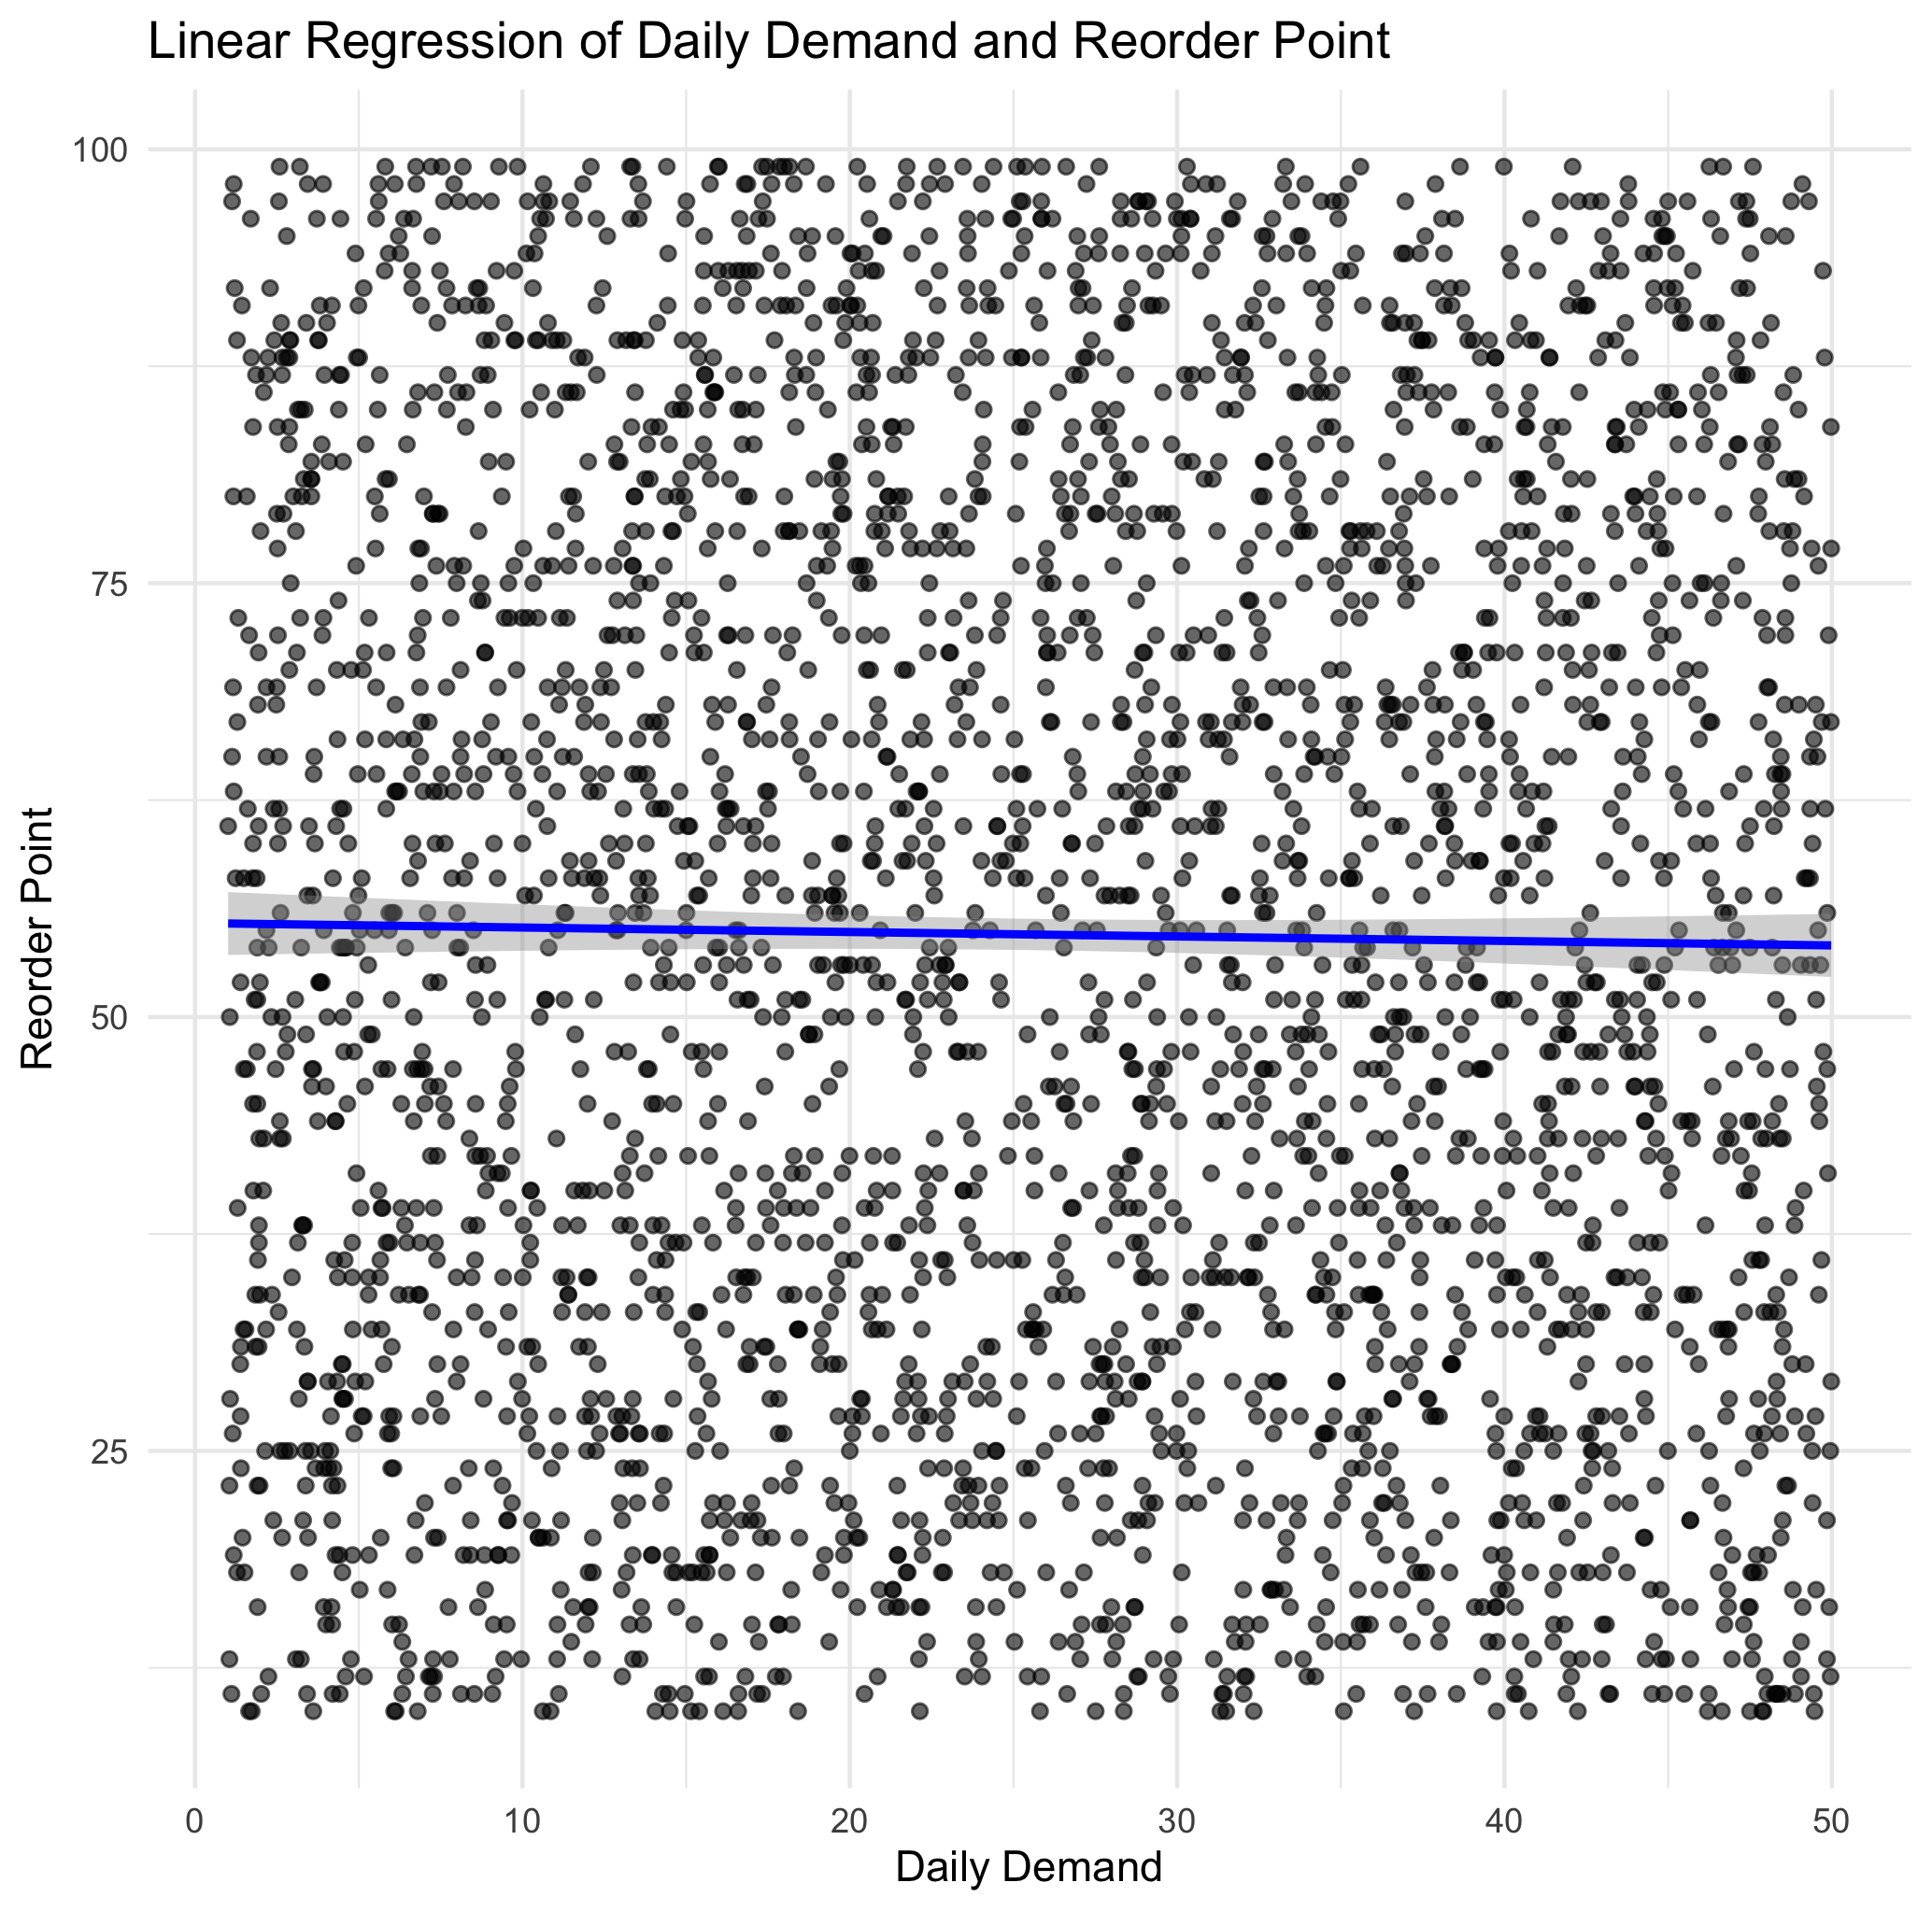 Linear Regression of Daily Demand and Reorder Point
100
75
50
25
Reorder Point
0 10 20 30 40 50
Daily Demand